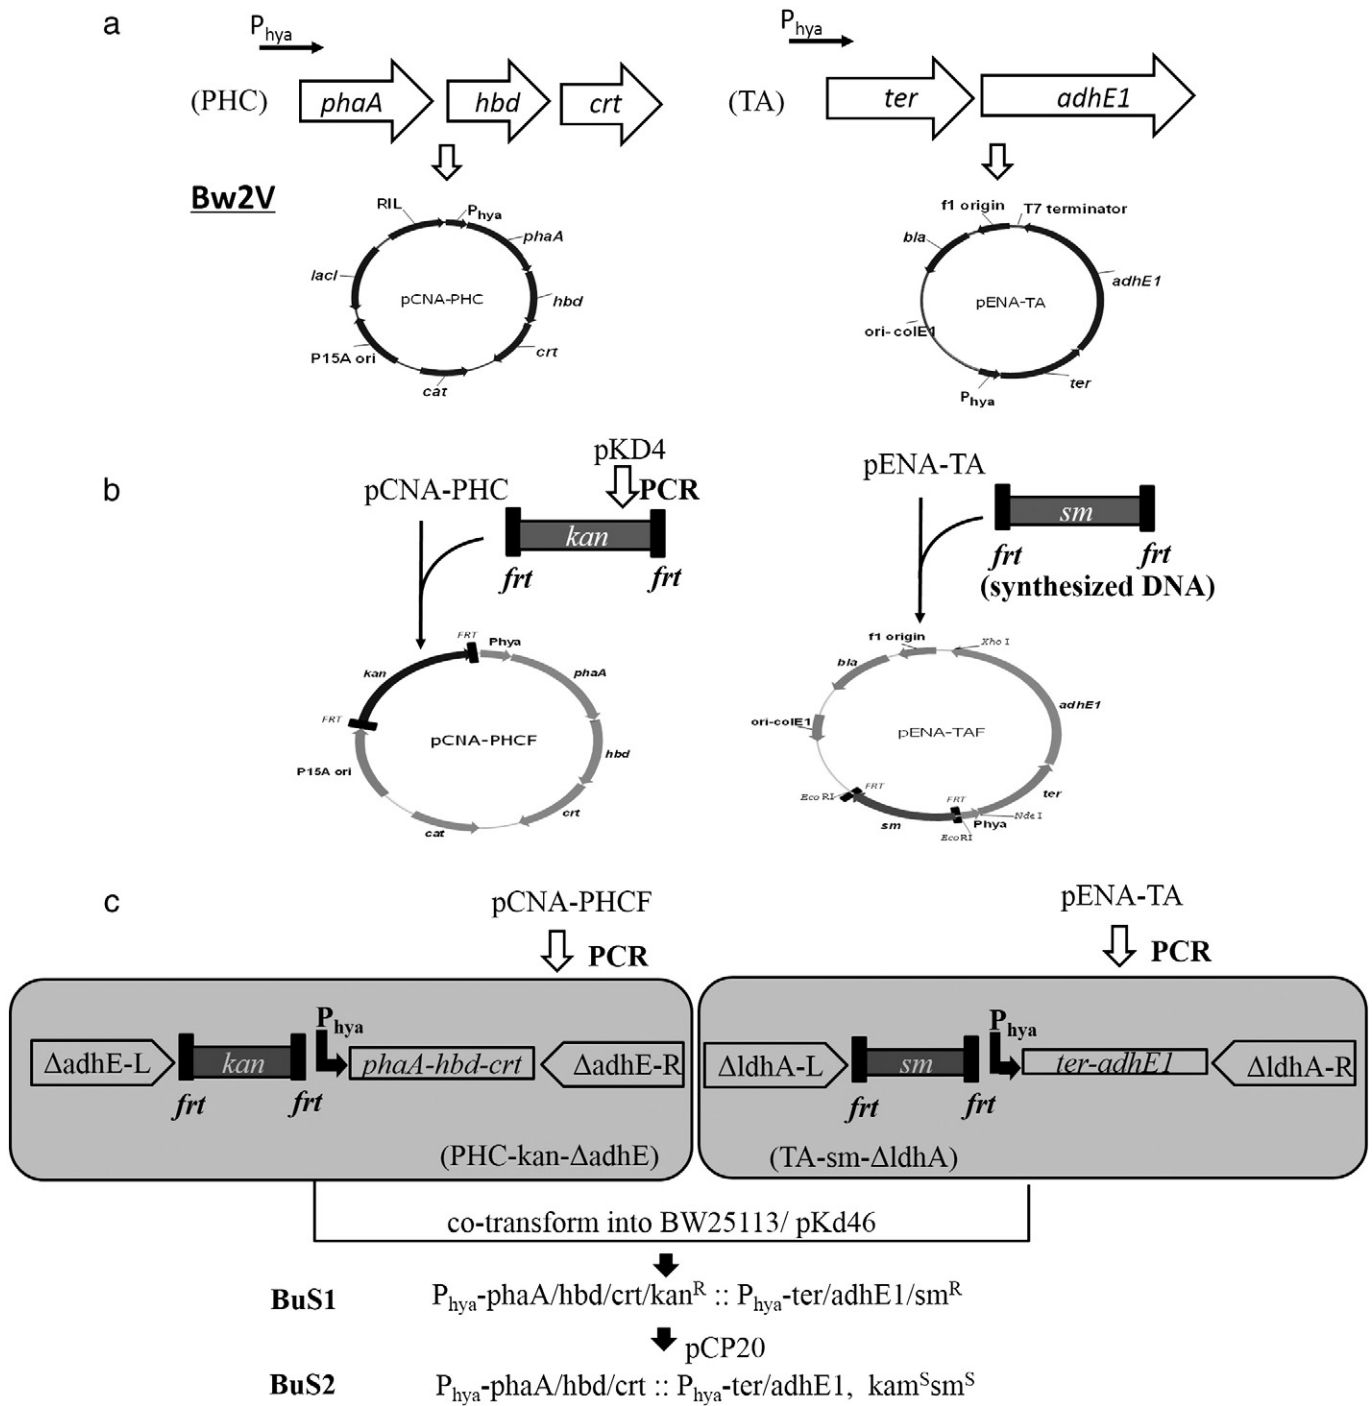 a
Phya
(PHC)
phaA
hbd
crt
Phya
(TA)
ter
adhE1
Bw2V
RIL
Phya
phaA
lacI
pCNA-PHC
hbd
P15A ori
crt
cat
f1 origin
T7 terminator
bla
adhE1
pENA-TA
ori-colE1
Phya
ter
b
pCNA-PHC
pKD4
PCR
kan
frt
frt
pENA-TA
sm
frt
frt
(synthesized DNA)
FRT
Phya
kan
phaA
FRT
pCNA-PHCF
hbd
P15A ori
crt
cat
f1 origin
Xho I
bla
adhE1
ori-colE1
pENA-TAF
EcoRI
FRT
FRT
ter
sm
Phya
Nde I
EcoRI
c
pCNA-PHCF
PCR
pENA-TA
PCR
Phya
ΔadhE-L
kan
phaA-hbd-crt
ΔadhE-R
frt
frt
(PHC-kan-ΔadhE)
Phya
ΔldhA-L
sm
ter-adhE1
ΔldhA-R
frt
frt
(TA-sm-ΔldhA)
co-transform into BW25113/ pKd46
BuS1 Phya-phaA/hbd/crt/kanR :: Phya-ter/adhE1/smR
pCP20
BuS2 Phya-phaA/hbd/crt :: Phya-ter/adhE1, kamSsmS